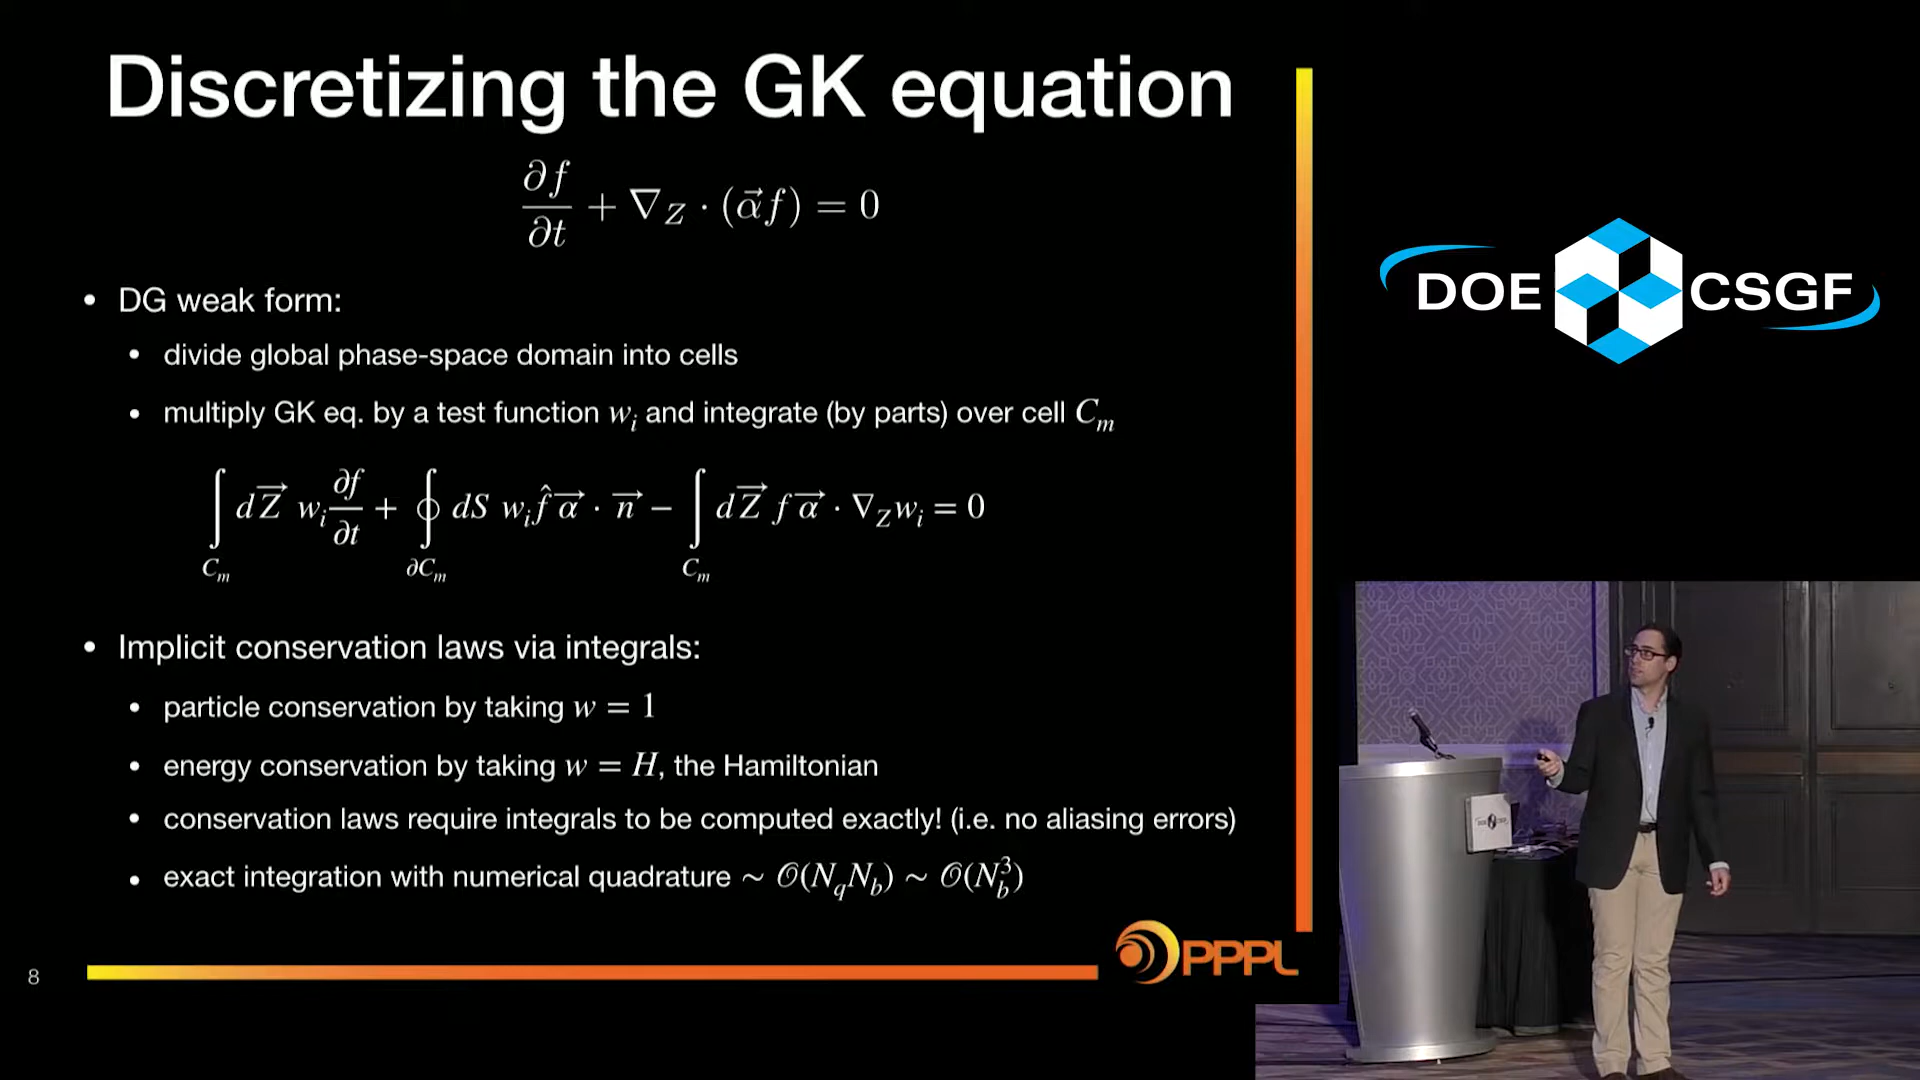 Discretizing the GK equation
∂f/∂t + ∇_Z · (α⃗f) = 0
• DG weak form:
• divide global phase-space domain into cells
• multiply GK eq. by a test function w_i and integrate (by parts) over cell C_m
∫_{C_m} dZ⃗ w_i ∂f/∂t + ∮_{∂C_m} dS w_i f̂ α⃗ · n⃗ − ∫_{C_m} dZ⃗ f α⃗ · ∇_Z w_i = 0
• Implicit conservation laws via integrals:
• particle conservation by taking w = 1
• energy conservation by taking w = H, the Hamiltonian
• conservation laws require integrals to be computed exactly! (i.e. no aliasing errors)
• exact integration with numerical quadrature ~ 𝒪(N_q N_b) ~ 𝒪(N_b^3)
PPPL
8
DOE CSGF